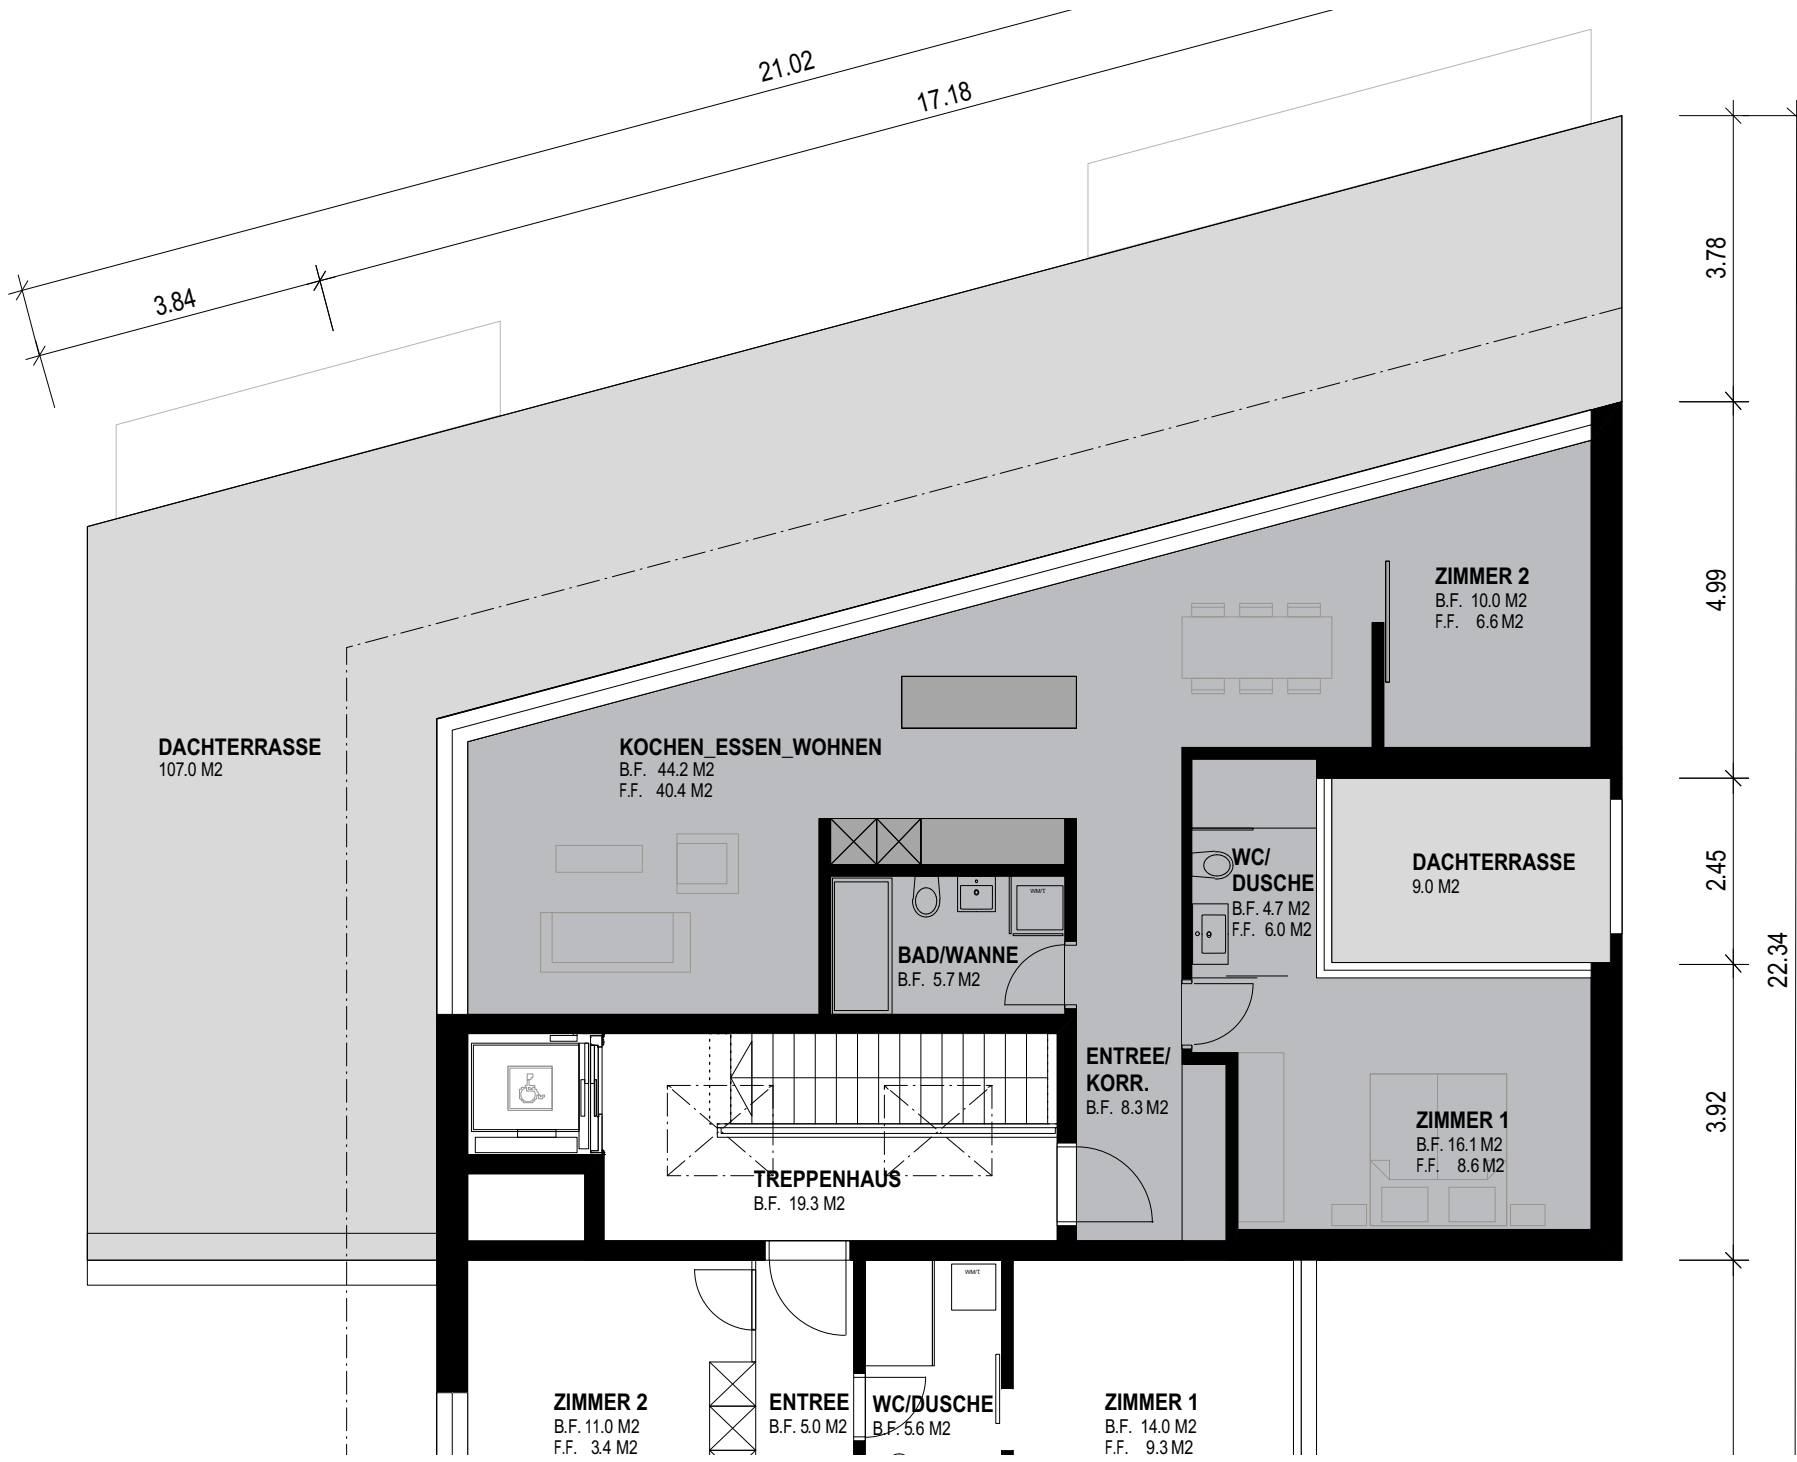 21.02
17.18
3.84
3.78
4.99
2.45
22.34
3.92
ZIMMER 2
B.F. 10.0 M2
F.F. 6.6 M2
DACHTERRASSE
107.0 M2
KOCHEN_ESSEN_WOHNEN
B.F. 44.2 M2
F.F. 40.4 M2
WC/
DUSCHE
B.F. 4.7 M2
F.F. 6.0 M2
DACHTERRASSE
9.0 M2
WM/T.
BAD/WANNE
B.F. 5.7 M2
ENTREE/
KORR.
B.F. 8.3 M2
ZIMMER 1
B.F. 16.1 M2
F.F. 8.6 M2
TREPPENHAUS
B.F. 19.3 M2
WM/T.
ZIMMER 2
B.F. 11.0 M2
F.F. 3.4 M2
ENTREE
B.F. 5.0 M2
WC/DUSCHE
B.F. 5.6 M2
ZIMMER 1
B.F. 14.0 M2
F.F. 9.3 M2